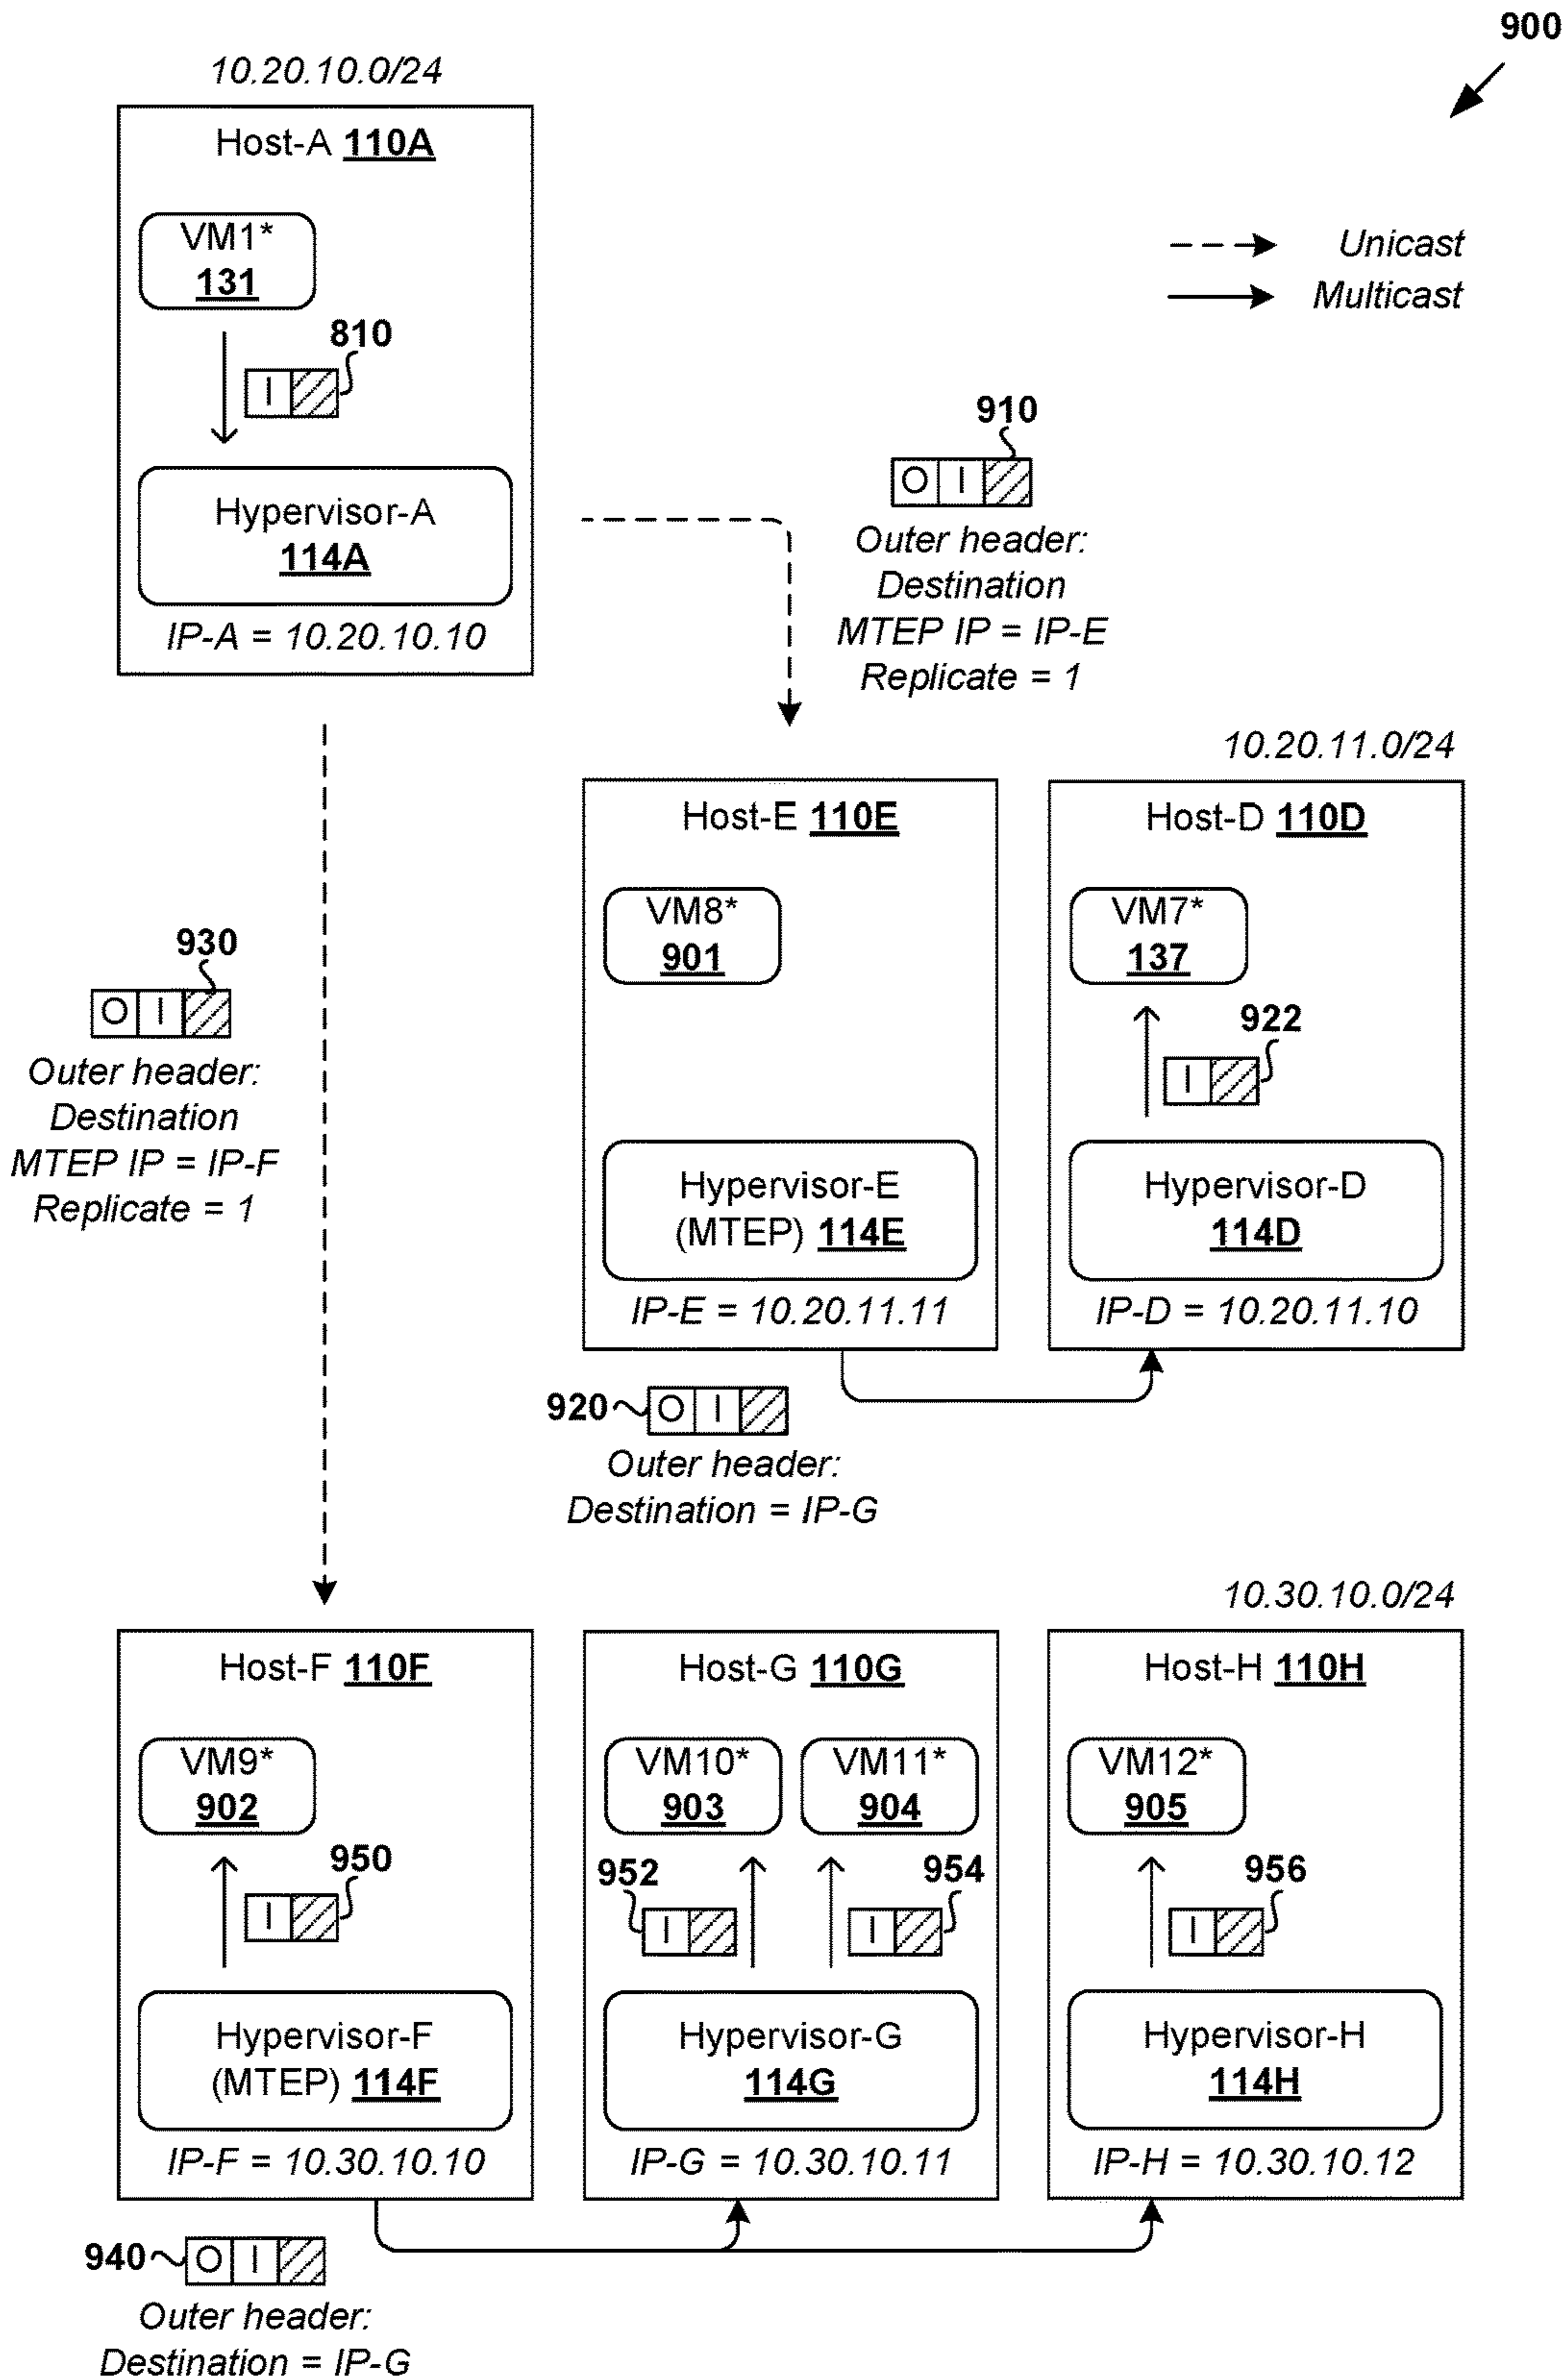 900
10.20.10.0/24
Host-A 110A
VM1*
131
810
I
Hypervisor-A
114A
IP-A = 10.20.10.10
Unicast
Multicast
910
O I
Outer header:
Destination
MTEP IP = IP-E
Replicate = 1
10.20.11.0/24
Host-E 110E
VM8*
901
Hypervisor-E
(MTEP) 114E
IP-E = 10.20.11.11
Host-D 110D
VM7*
137
922
I
Hypervisor-D
114D
IP-D = 10.20.11.10
930
O I
Outer header:
Destination
MTEP IP = IP-F
Replicate = 1
920 O I
Outer header:
Destination = IP-G
10.30.10.0/24
Host-F 110F
VM9*
902
950
I
Hypervisor-F
(MTEP) 114F
IP-F = 10.30.10.10
Host-G 110G
VM10*
903
VM11*
904
952
I
954
I
Hypervisor-G
114G
IP-G = 10.30.10.11
Host-H 110H
VM12*
905
956
I
Hypervisor-H
114H
IP-H = 10.30.10.12
940 O I
Outer header:
Destination = IP-G